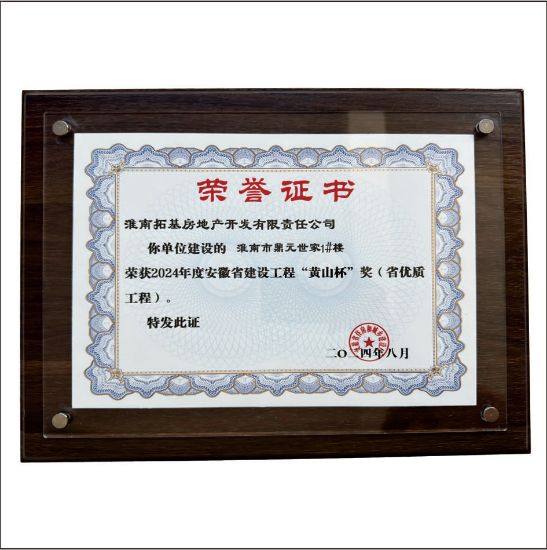 荣誉证书
淮南拓基房地产开发有限责任公司
你单位建设的 淮南市鼎元世家1#楼
荣获2024年度安徽省建设工程“黄山杯”奖（省优质
工程）。
特发此证
二〇二四年八月